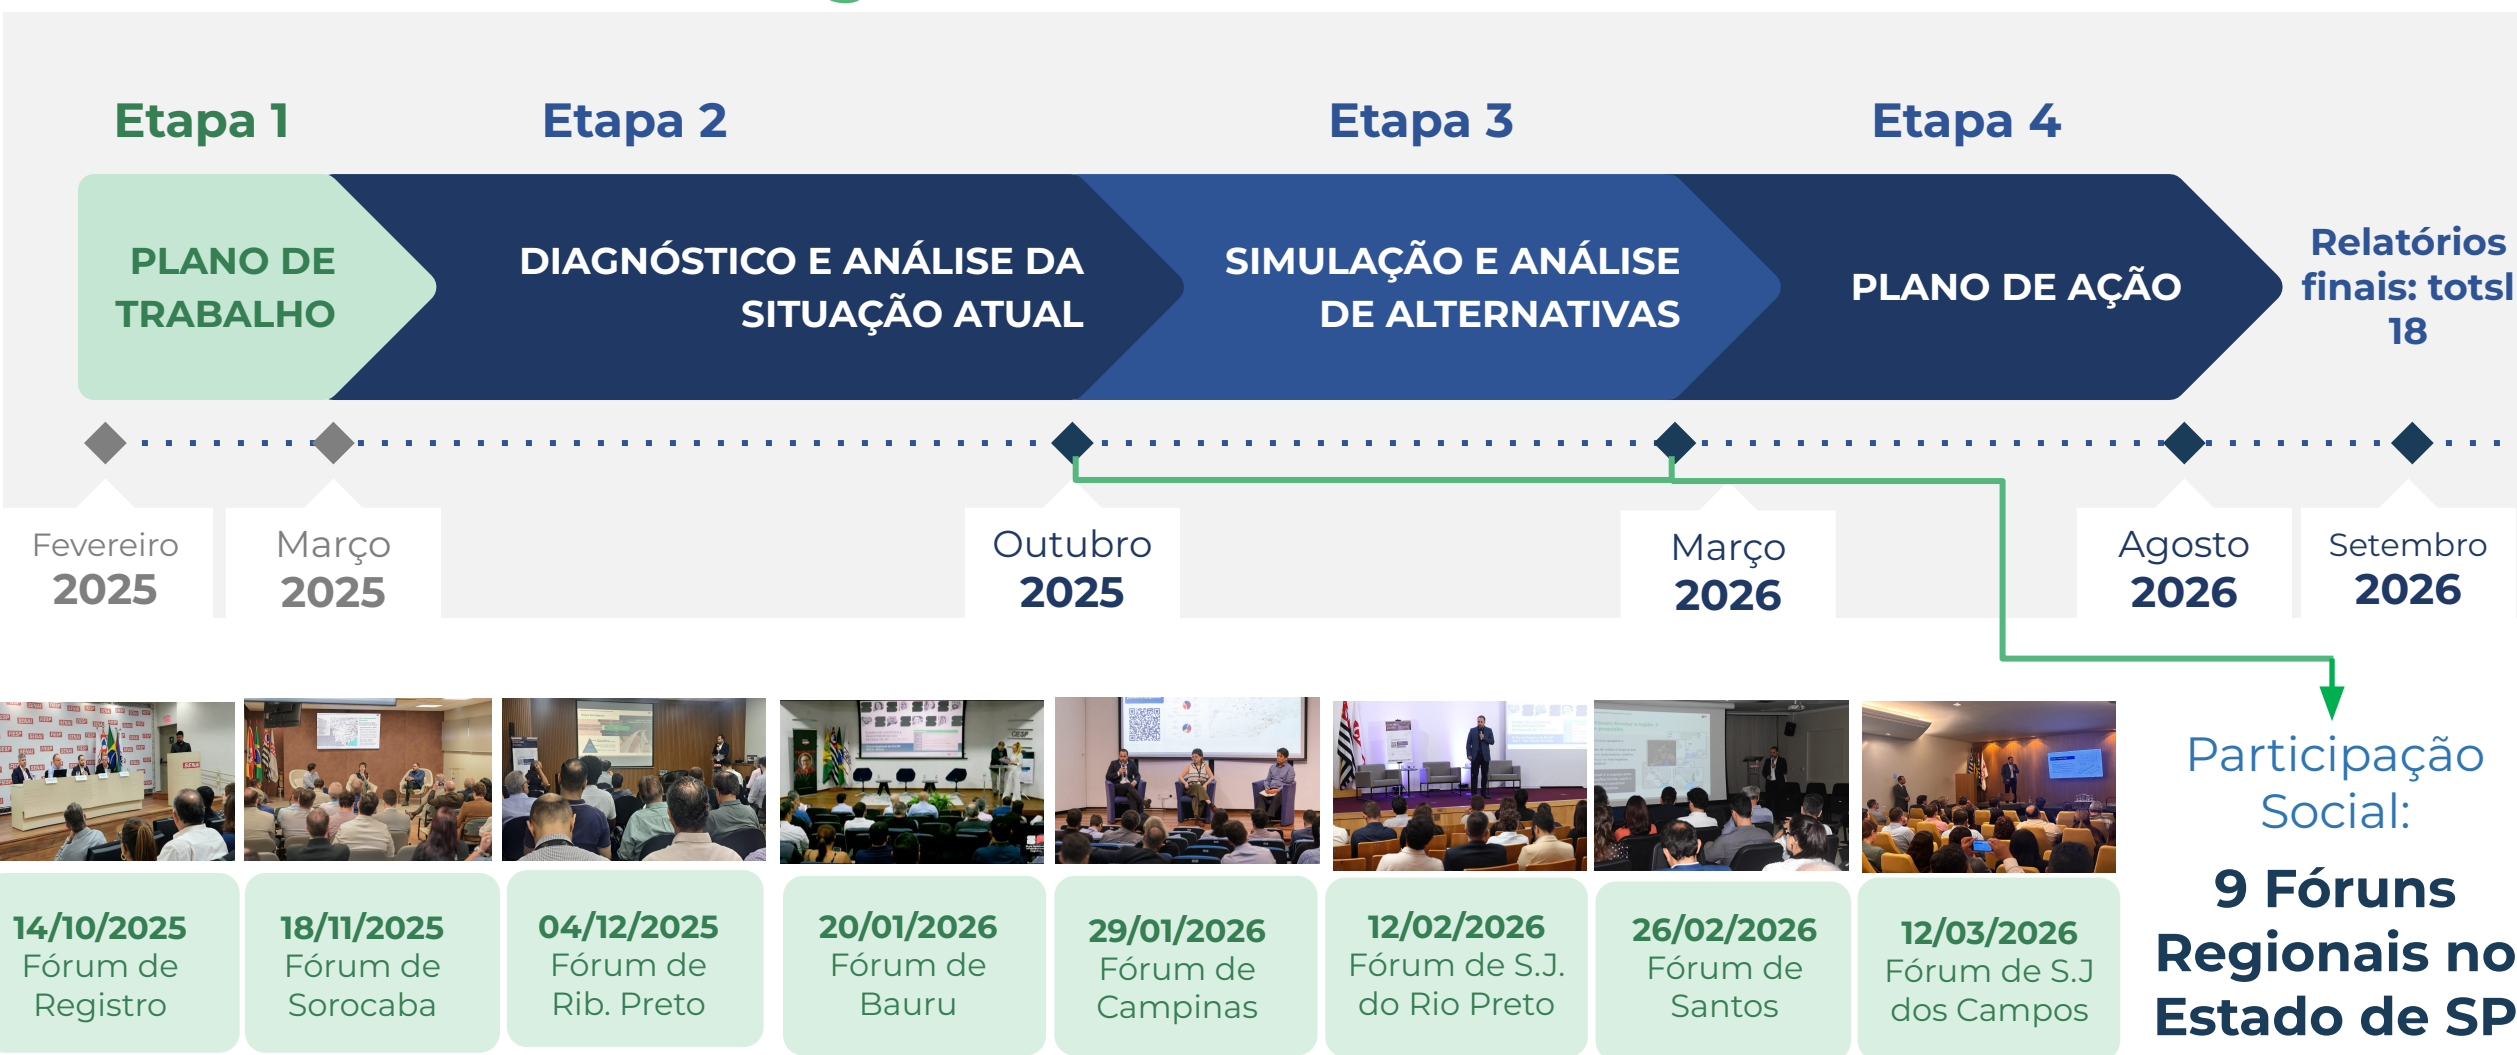 Etapa 1
Etapa 2
Etapa 3
Etapa 4
PLANO DE
TRABALHO
DIAGNÓSTICO E ANÁLISE DA
SITUAÇÃO ATUAL
SIMULAÇÃO E ANÁLISE
DE ALTERNATIVAS
PLANO DE AÇÃO
Relatórios
finais: totsl
18
Fevereiro
2025
Março
2025
Outubro
2025
Março
2026
Agosto
2026
Setembro
2026
Participação
Social:
9 Fóruns
Regionais no
Estado de SP
14/10/2025
Fórum de
Registro
18/11/2025
Fórum de
Sorocaba
04/12/2025
Fórum de
Rib. Preto
20/01/2026
Fórum de
Bauru
29/01/2026
Fórum de
Campinas
12/02/2026
Fórum de S.J.
do Rio Preto
26/02/2026
Fórum de
Santos
12/03/2026
Fórum de S.J
dos Campos